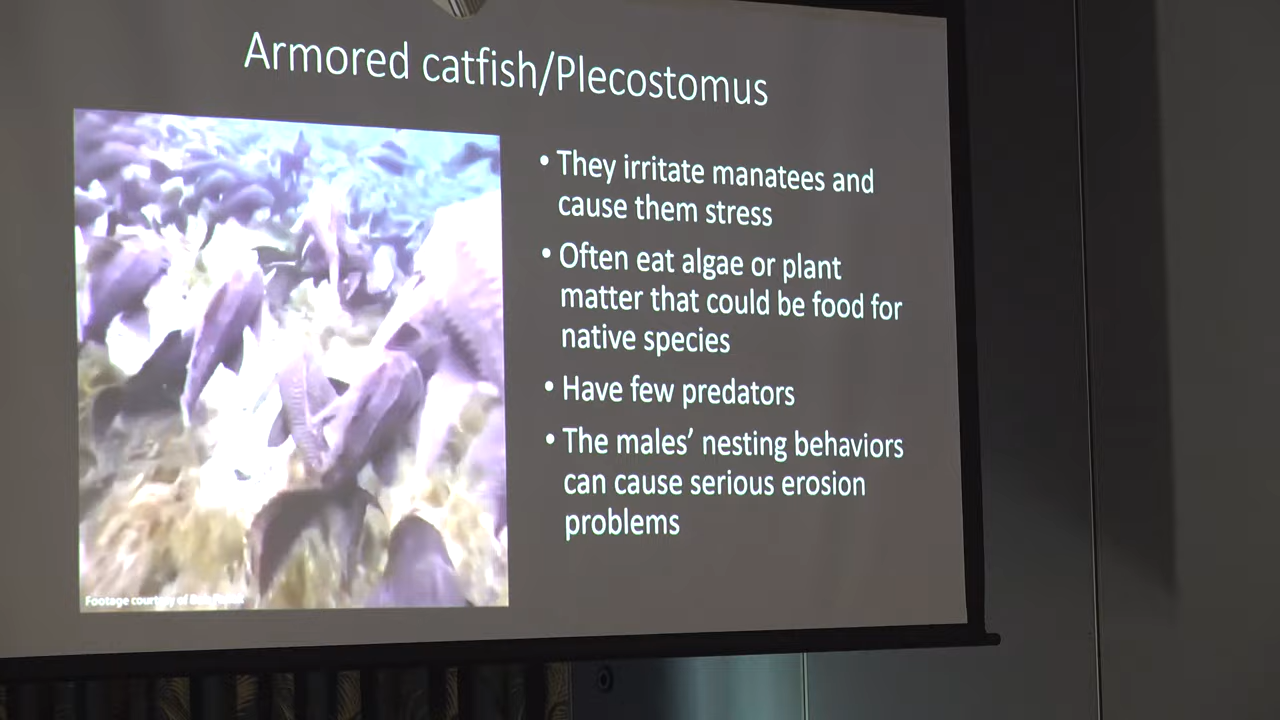 Armored catfish/Plecostomus
• They irritate manatees and
cause them stress
• Often eat algae or plant
matter that could be food for
native species
• Have few predators
• The males’ nesting behaviors
can cause serious erosion
problems
Footage courtesy of